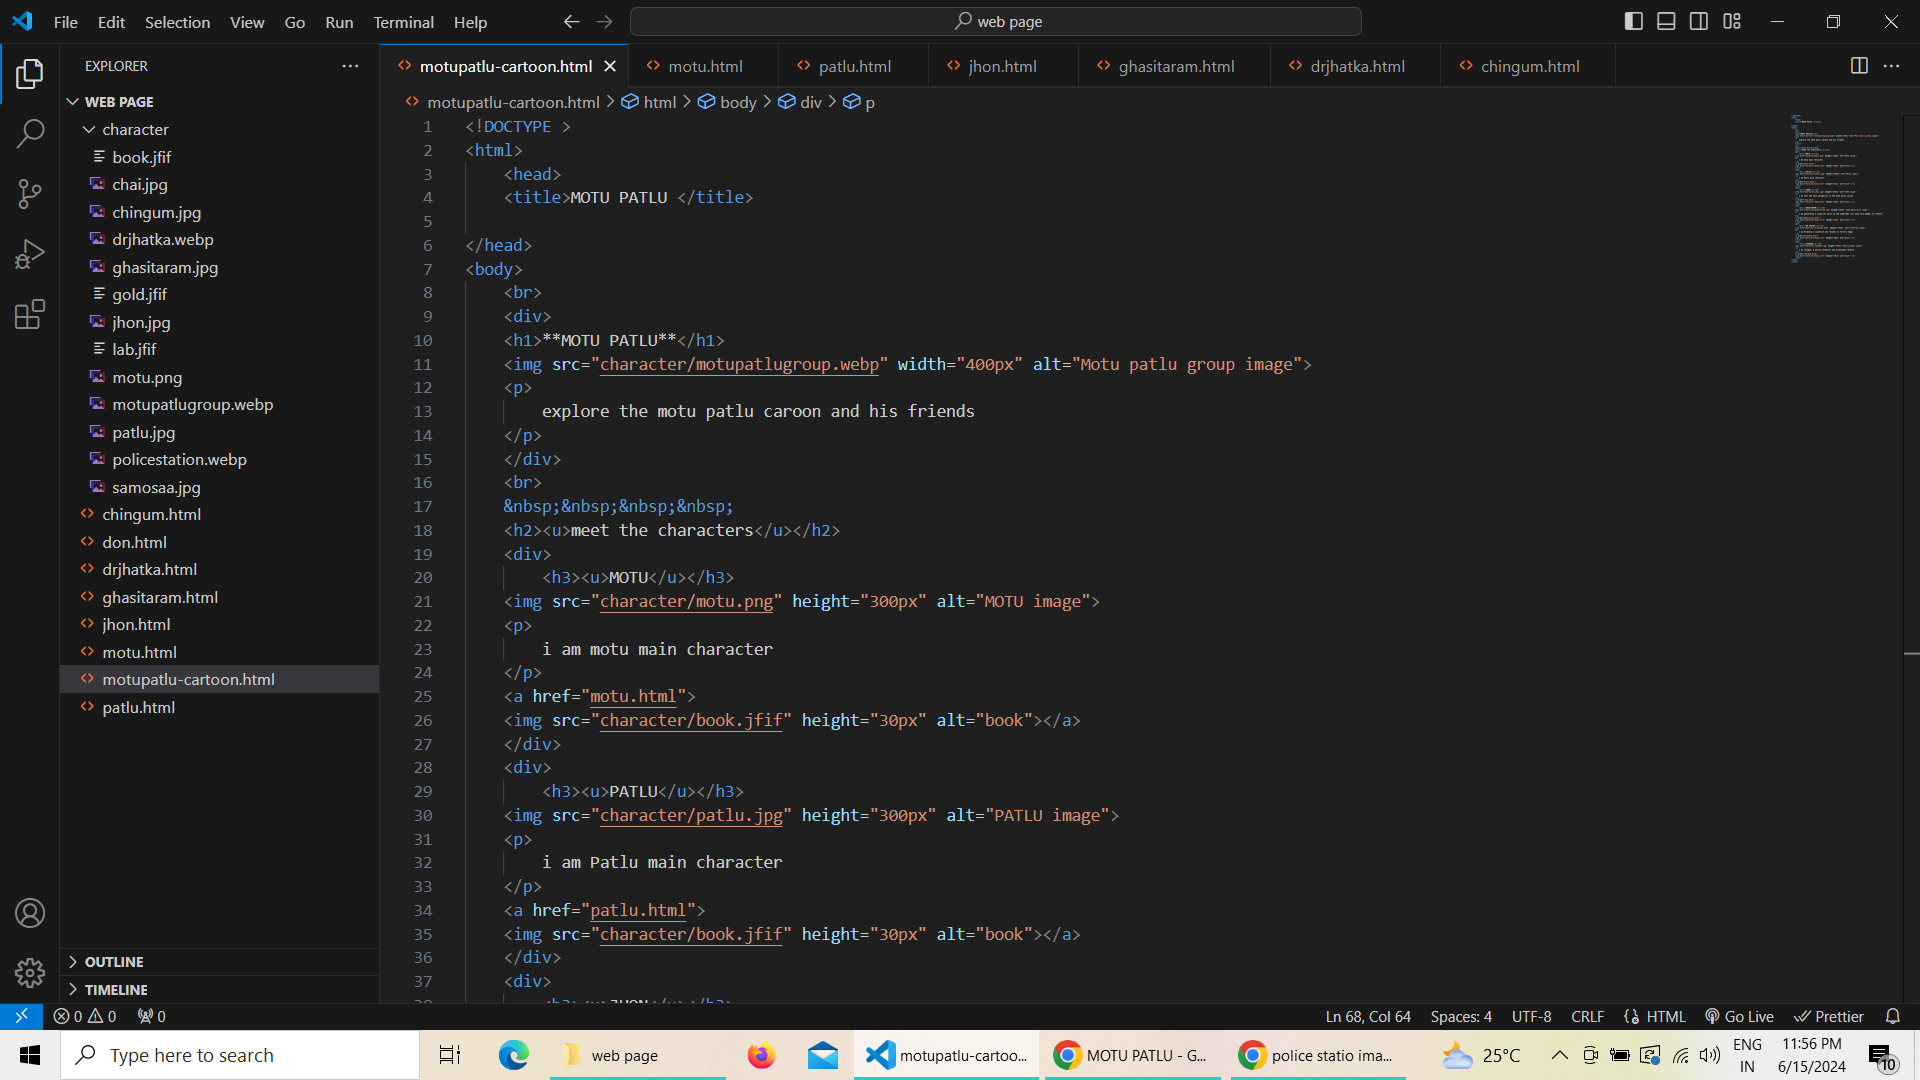 File Edit Selection View Go Run Terminal Help
web page
EXPLORER
WEB PAGE
character
book.jfif
chai.jpg
chingum.jpg
drjhatka.webp
ghasitaram.jpg
gold.jfif
jhon.jpg
lab.jfif
motu.png
motupatlugroup.webp
patlu.jpg
policestation.webp
samosaa.jpg
chingum.html
don.html
drjhatka.html
ghasitaram.html
jhon.html
motu.html
motupatlu-cartoon.html
patlu.html
OUTLINE
TIMELINE
motupatlu-cartoon.html motu.html patlu.html jhon.html ghasitaram.html drjhatka.html chingum.html
motupatlu-cartoon.html > html > body > div > p
1 <!DOCTYPE >
2 <html>
3 <head>
4 <title>MOTU PATLU </title>
5
6 </head>
7 <body>
8 <br>
9 <div>
10 <h1>**MOTU PATLU**</h1>
11 <img src="character/motupatlugroup.webp" width="400px" alt="Motu patlu group image">
12 <p>
13 explore the motu patlu caroon and his friends
14 </p>
15 </div>
16 <br>
17 &nbsp;&nbsp;&nbsp;&nbsp;
18 <h2><u>meet the characters</u></h2>
19 <div>
20 <h3><u>MOTU</u></h3>
21 <img src="character/motu.png" height="300px" alt="MOTU image">
22 <p>
23 i am motu main character
24 </p>
25 <a href="motu.html">
26 <img src="character/book.jfif" height="30px" alt="book"></a>
27 </div>
28 <div>
29 <h3><u>PATLU</u></h3>
30 <img src="character/patlu.jpg" height="300px" alt="PATLU image">
31 <p>
32 i am Patlu main character
33 </p>
34 <a href="patlu.html">
35 <img src="character/book.jfif" height="30px" alt="book"></a>
36 </div>
37 <div>
38 <h3><u>JHON</u></h3>
0 0 0
Ln 68, Col 64 Spaces: 4 UTF-8 CRLF HTML Go Live Prettier
Type here to search
web page
motupatlu-cartoo...
MOTU PATLU - G...
police statio ima...
25°C
ENG
IN
11:56 PM
6/15/2024
10